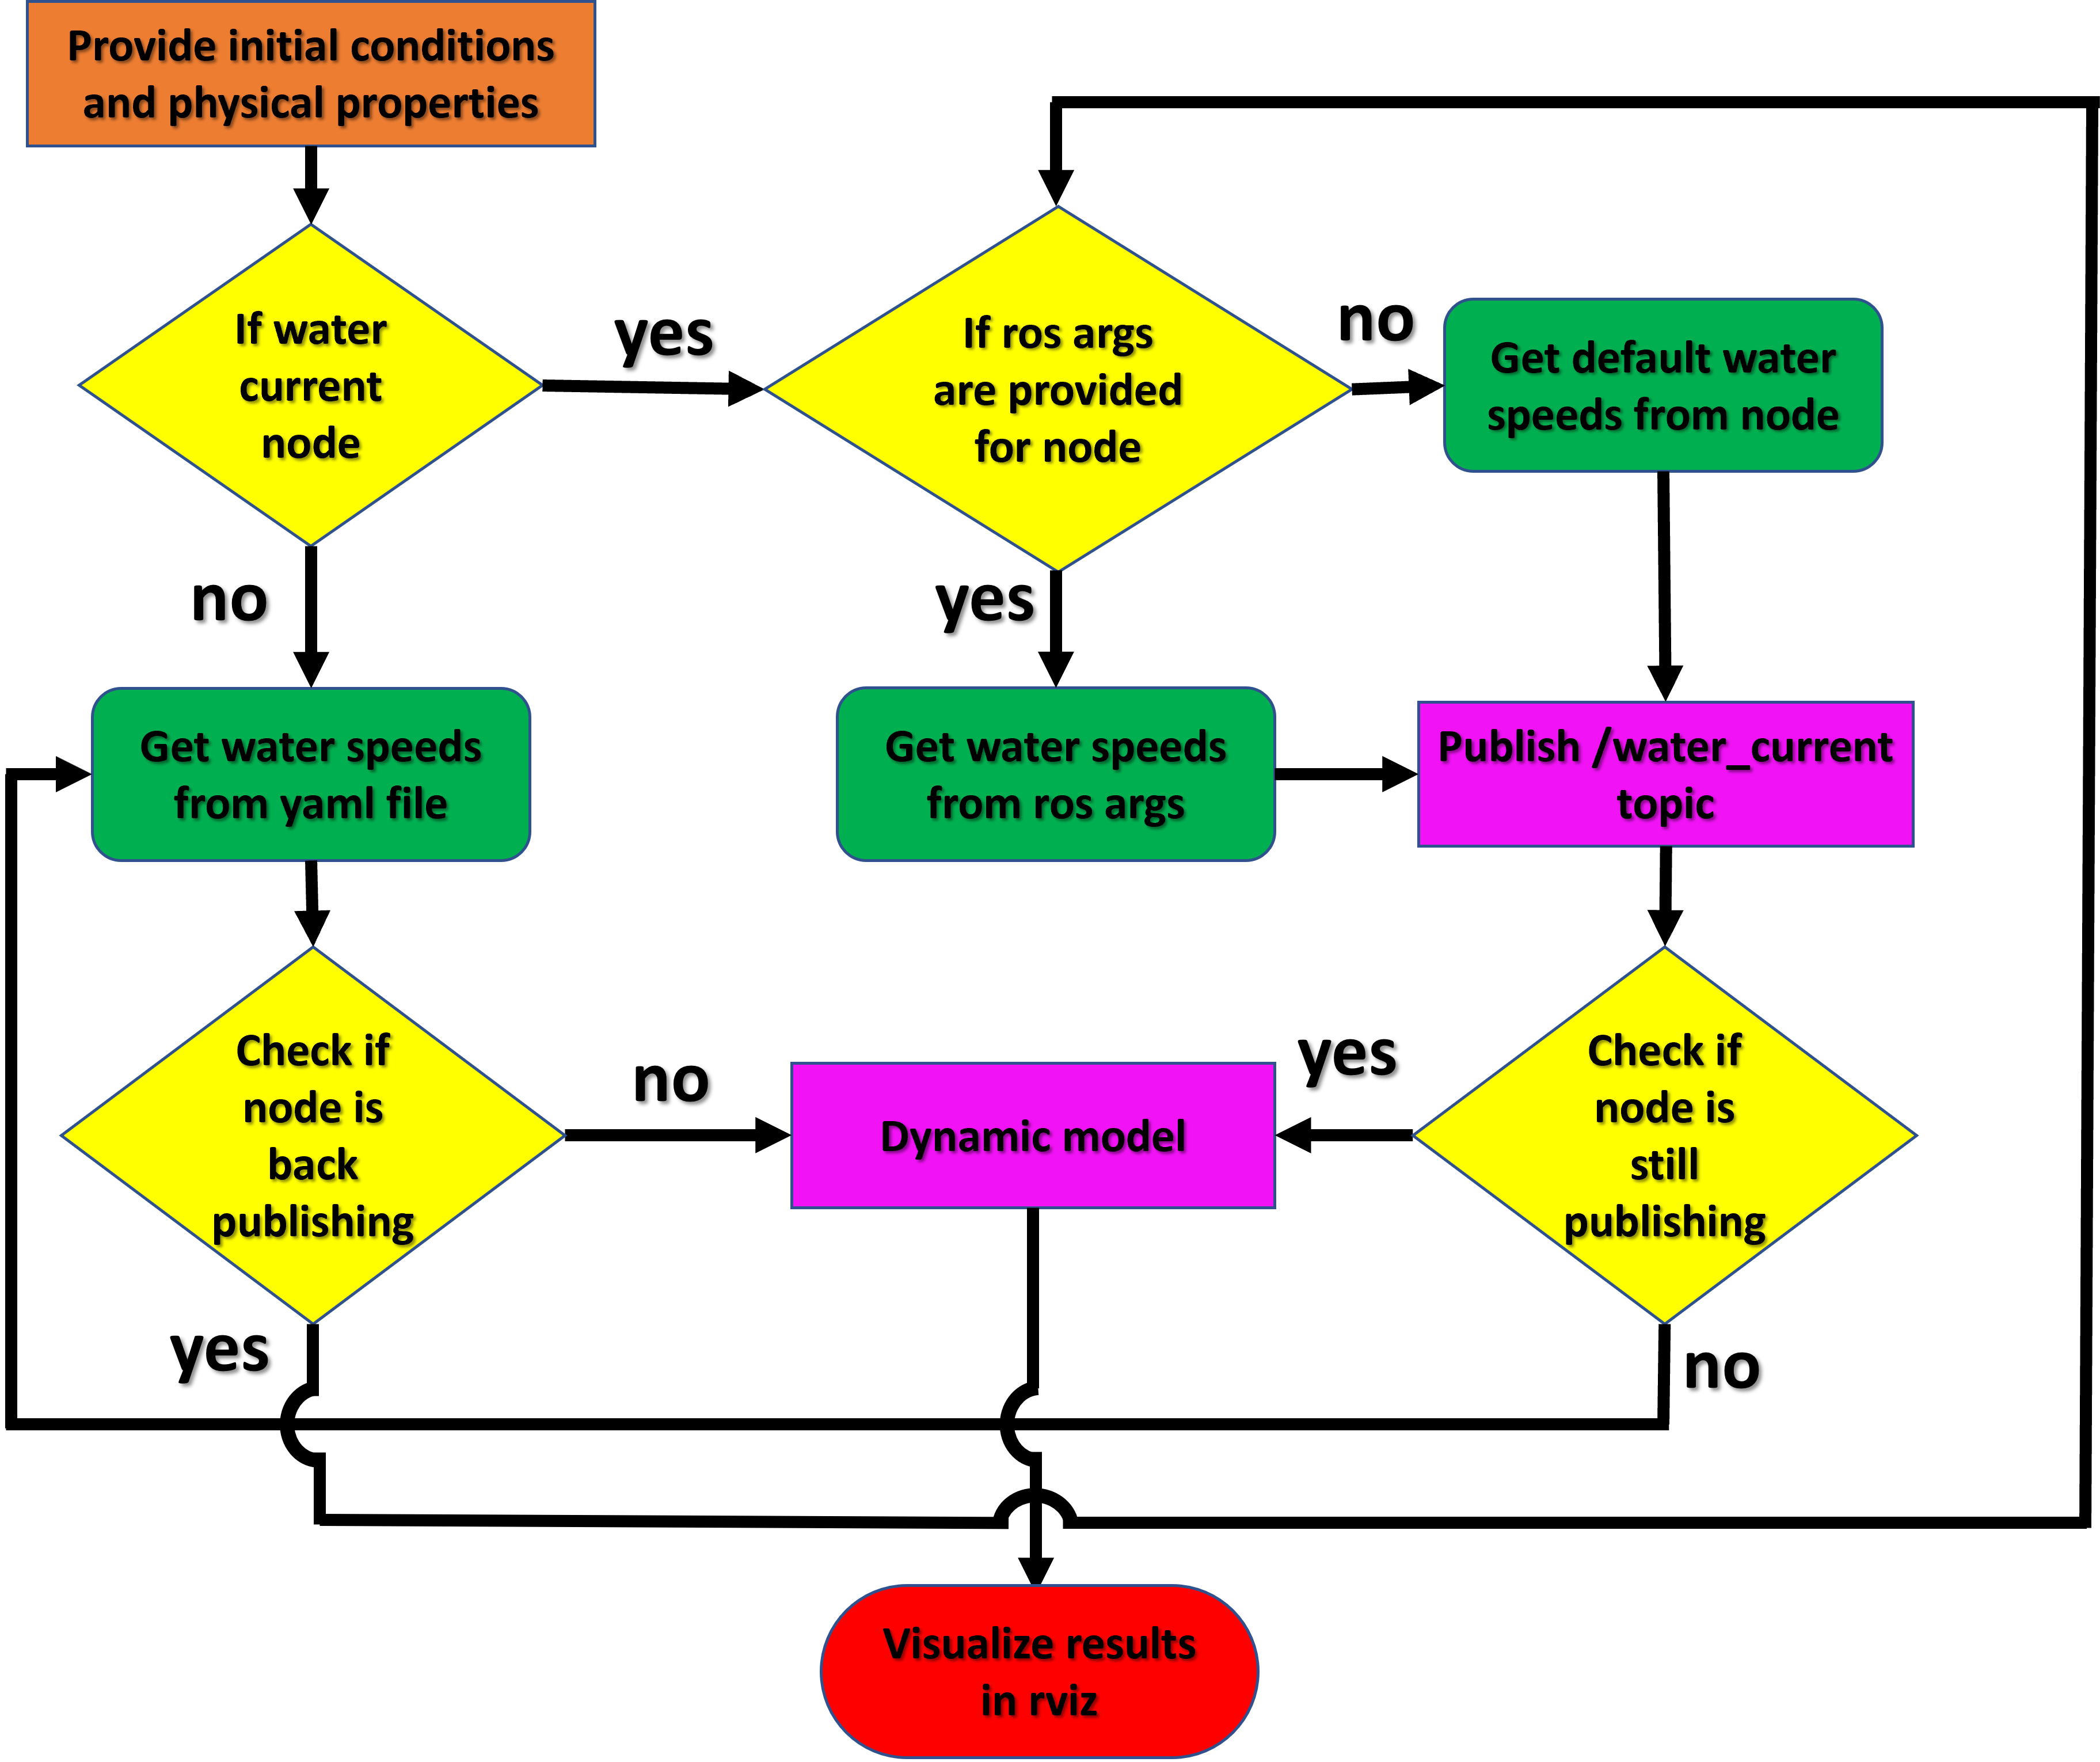 Provide initial conditions
and physical properties
If water
current
node
yes
If ros args
are provided
for node
no
Get default water
speeds from node
no
yes
Get water speeds
from yaml file
Get water speeds
from ros args
Publish /water_current
topic
Check if
node is
back
publishing
no
Dynamic model
yes
Check if
node is
still
publishing
yes
no
Visualize results
in rviz